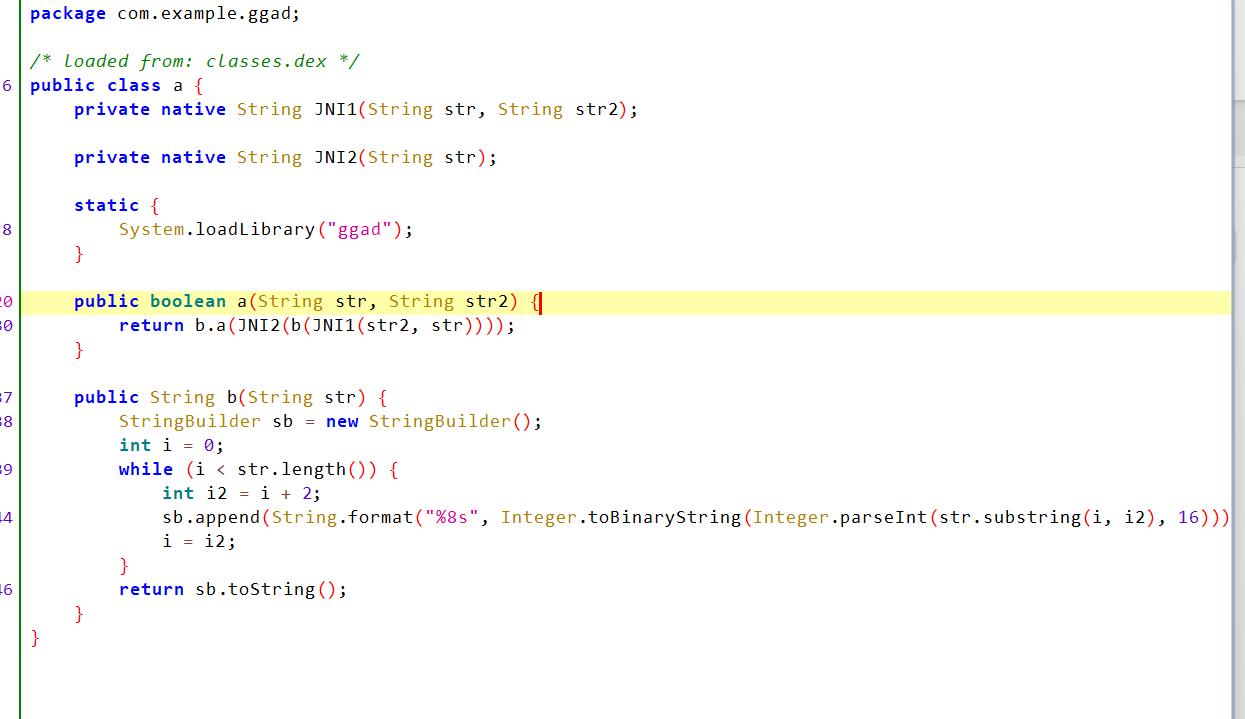 package com.example.ggad;
/* loaded from: classes.dex */
6 public class a {
private native String JNI1(String str, String str2);
private native String JNI2(String str);
static {
8 System.loadLibrary("ggad");
}
20 public boolean a(String str, String str2) {
30 return b.a(JNI2(b(JNI1(str2, str))));
}
37 public String b(String str) {
38 StringBuilder sb = new StringBuilder();
int i = 0;
39 while (i < str.length()) {
int i2 = i + 2;
44 sb.append(String.format("%8s", Integer.toBinaryString(Integer.parseInt(str.substring(i, i2), 16)))
i = i2;
}
46 return sb.toString();
}
}